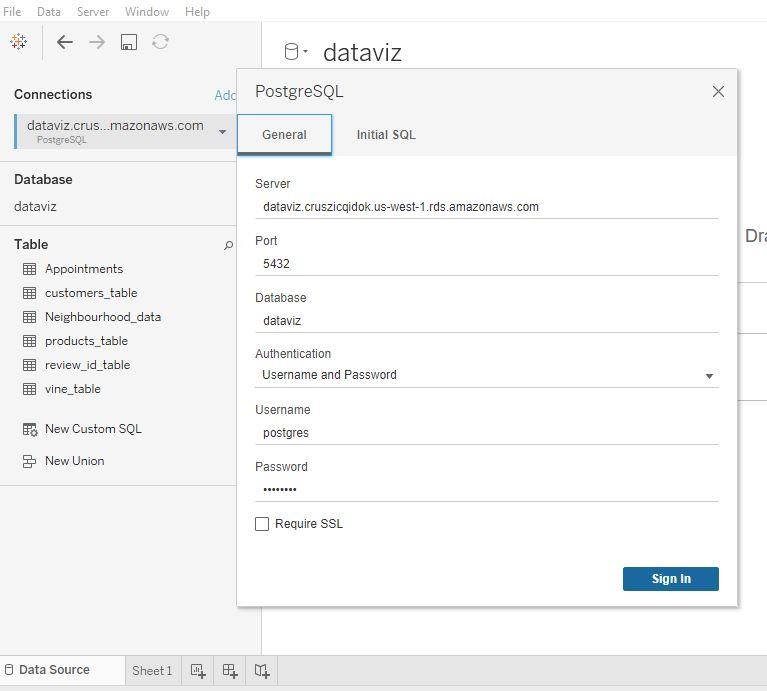 File Data Server Window Help
dataviz
Connections
Add
dataviz.crus...mazonaws.com
PostgreSQL
Database
dataviz
Table
Appointments
customers_table
Neighbourhood_data
products_table
review_id_table
vine_table
New Custom SQL
New Union
PostgreSQL
General Initial SQL
Server
dataviz.cruszicqidok.us-west-1.rds.amazonaws.com
Port
5432
Database
dataviz
Authentication
Username and Password
Username
postgres
Password
••••••••
Require SSL
Sign In
Dra
Data Source Sheet 1